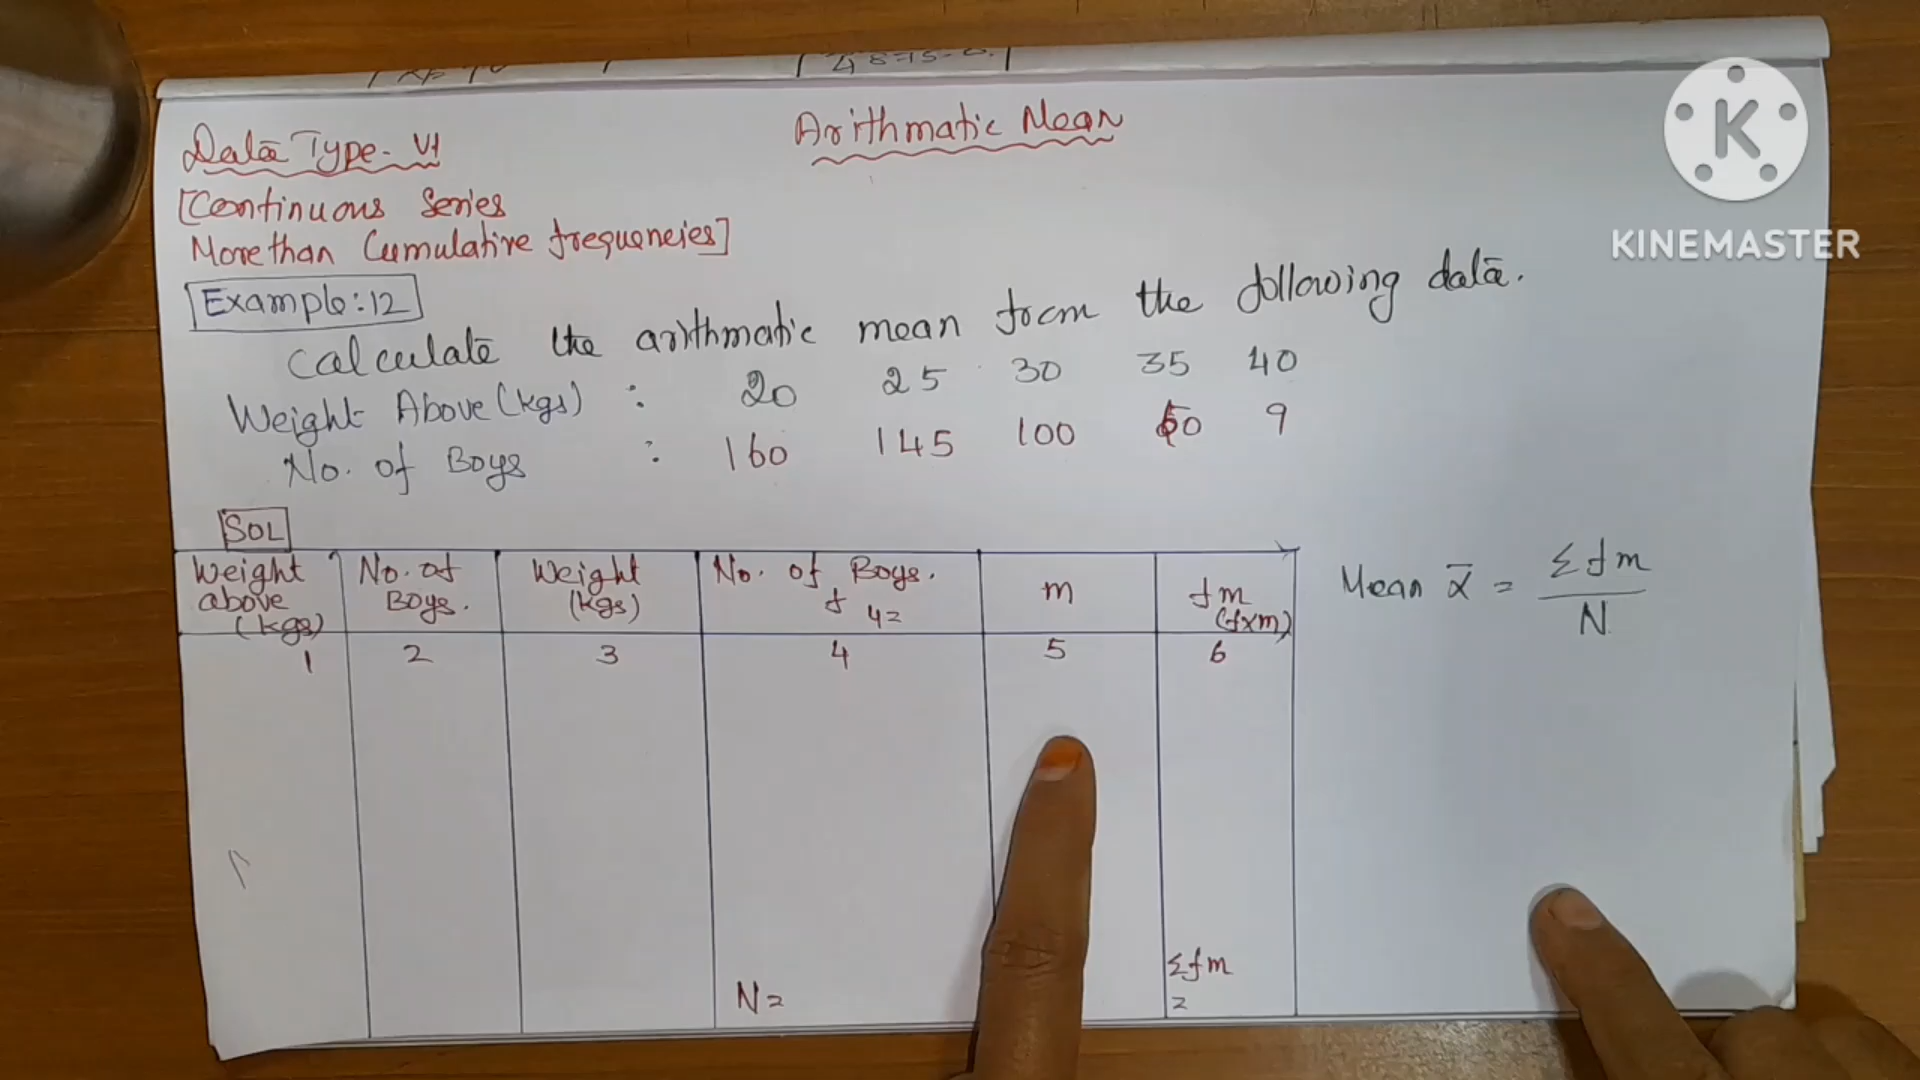 Arithmatic Mean
Data Type - VI
[Continuous Series
More than Cumulative frequencies]
Example:12
Calculate the arithmatic mean from the following data.
Weight Above (kgs) : 20 25 30 35 40
No. of Boys : 160 145 100 9
SOL
Weight above (kgs) No. of Boys. Weight (kgs) No. of Boys. f m fm (fxm)
1 2 3 4 5 6
Mean x̄ = Σfm / N
N =
Σfm =
K
KINEMASTER